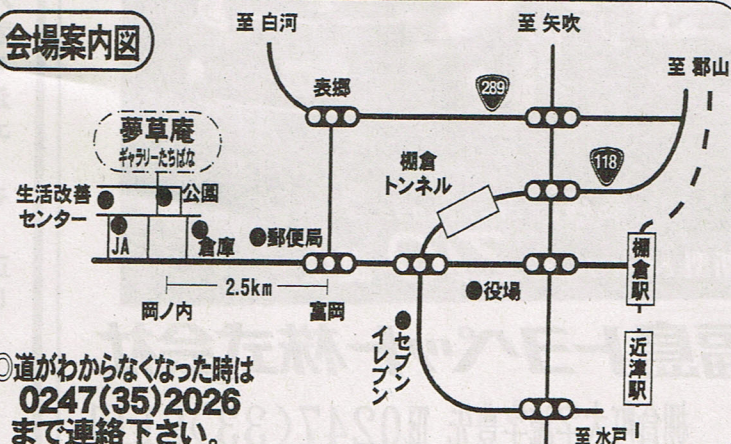 会場案内図
至 白河
至 矢吹
至 郡山
表郷
289
118
夢草庵
ギャラリーたちばな
棚倉
トンネル
生活改善
センター
公園
JA
倉庫
郵便局
2.5km
岡ノ内
富岡
役場
セブン
イレブン
棚倉駅
近津駅
至 水戸
◎道がわからなくなった時は
0247(35)2026
まで連絡下さい。